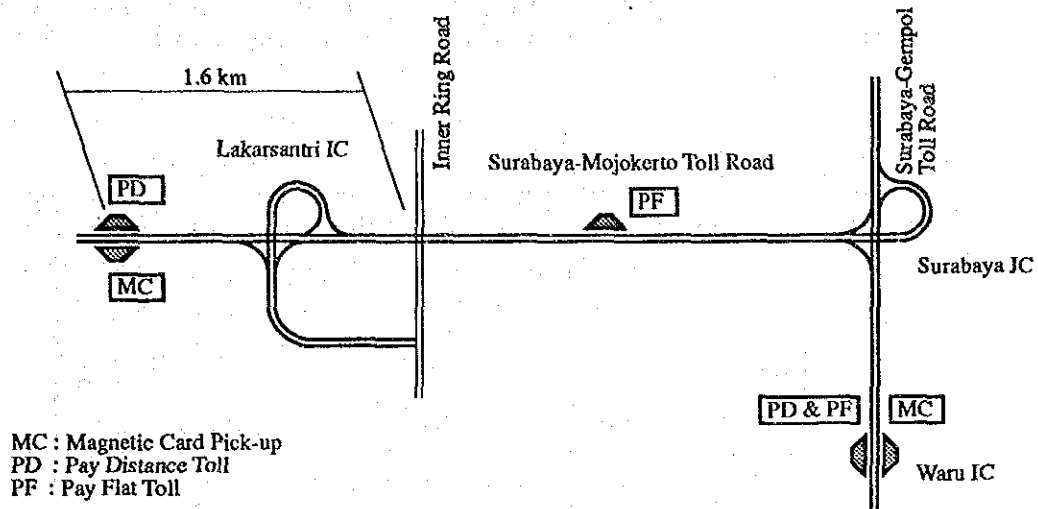 1.6 km
Inner Ring Road
Surabaya-Gempol
Toll Road
Lakarsantri IC
Surabaya-Mojokerto Toll Road
PD
PF
MC
Surabaya JC
PD & PF
MC
Waru IC
MC : Magnetic Card Pick-up
PD : Pay Distance Toll
PF : Pay Flat Toll